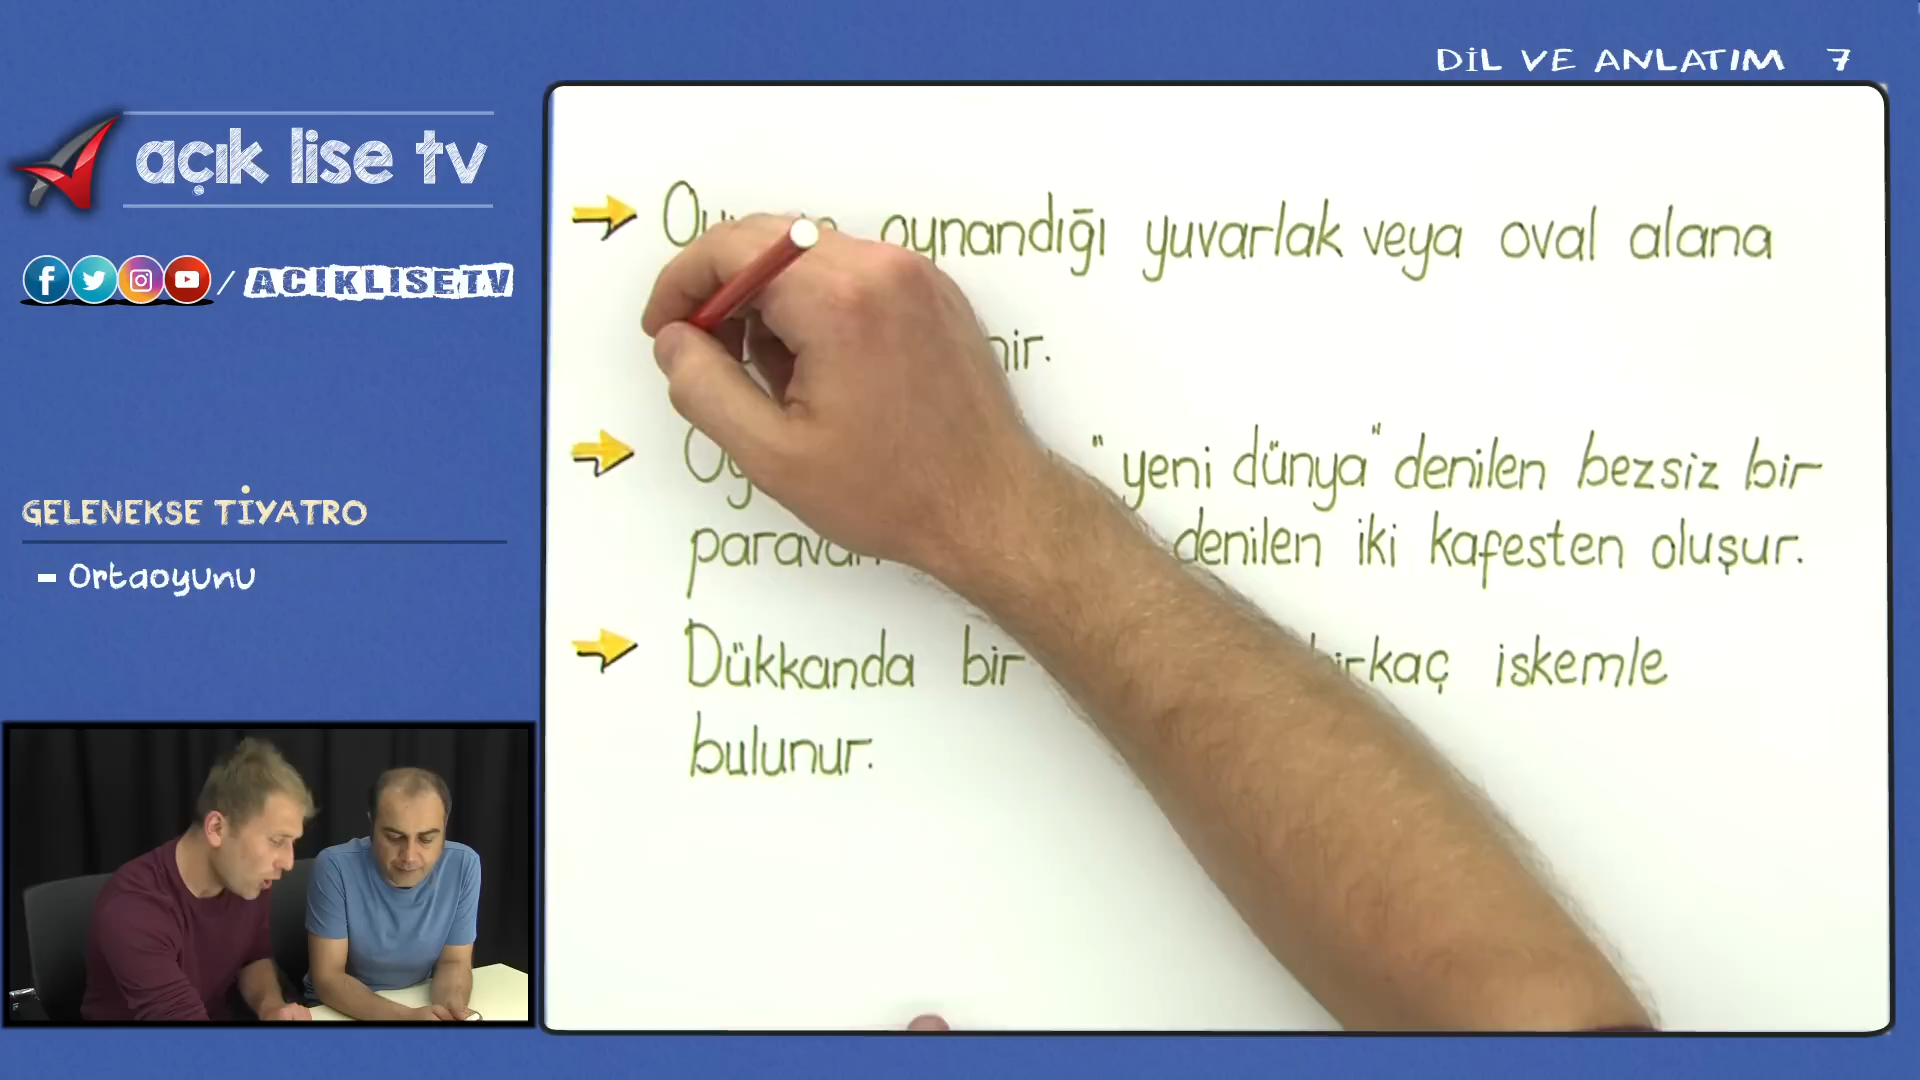 DİL VE ANLATIM 7
açık lise tv
/ ACIKLISETV
GELENEKSE TİYATRO
- Ortaoyunu
oynandığı yuvarlak veya oval alana
"yeni dünya" denilen bezsiz bir
denilen iki kafesten oluşur.
Dükkanda bir iskemle
bulunur.